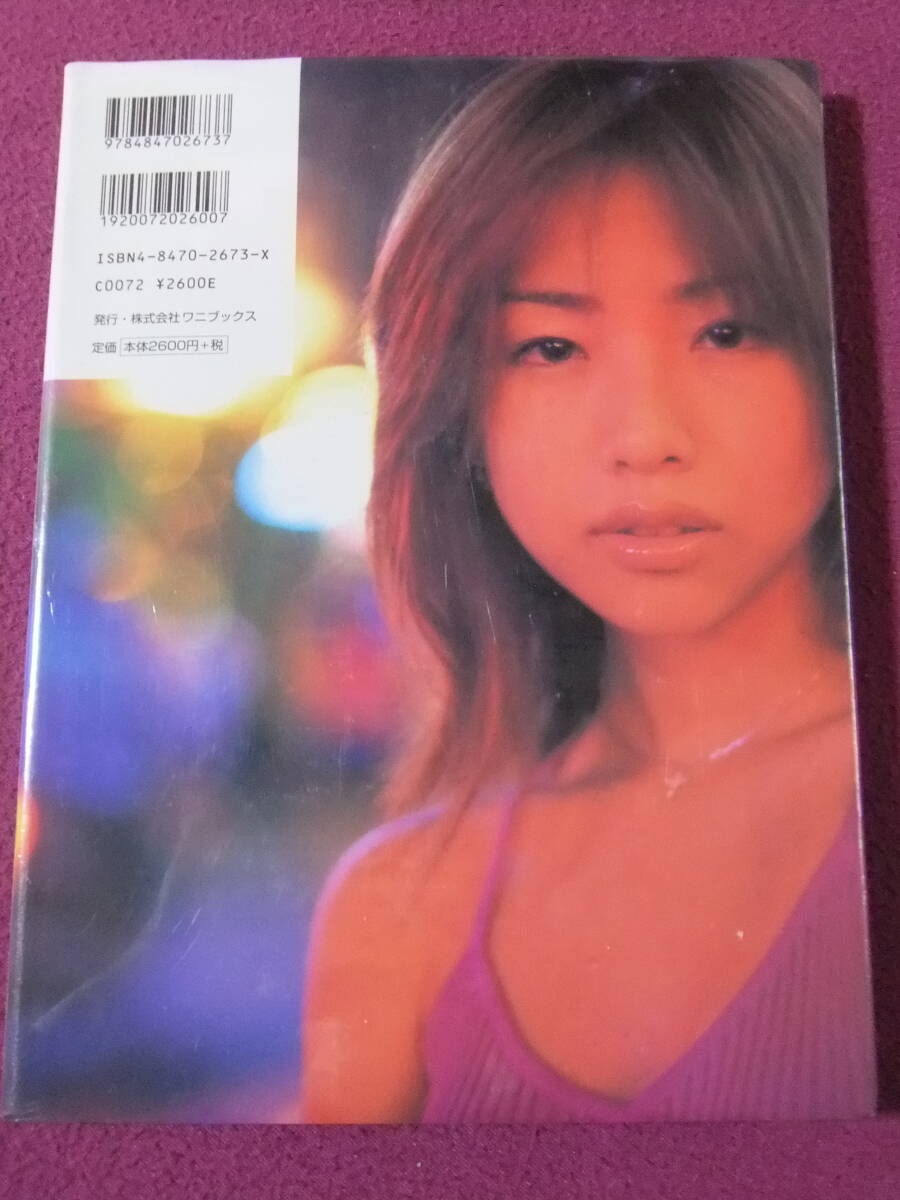 9784847026737
1920072026007
ISBN4-8470-2673-X
C0072 ¥2600E
発行・株式会社ワニブックス
定価 本体2600円+税